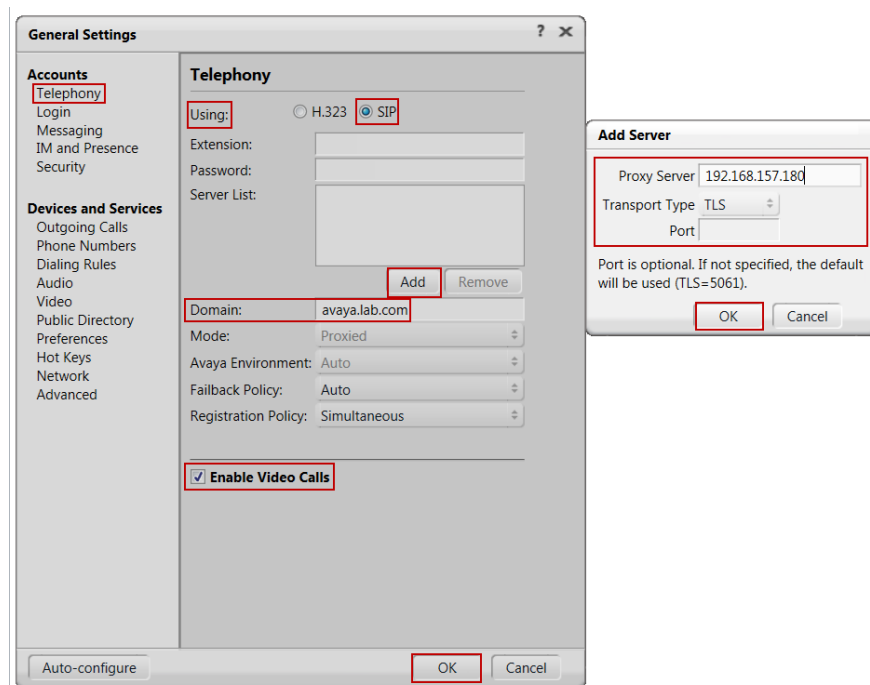 General Settings
?
Accounts
Telephony
Login
Messaging
IM and Presence
Security
Devices and Services
Outgoing Calls
Phone Numbers
Dialing Rules
Audio
Video
Public Directory
Preferences
Hot Keys
Network
Advanced
Telephony
Using: H.323 SIP
Extension:
Password:
Server List:
Add Remove
Domain: avaya.lab.com
Mode: Proxied
Avaya Environment: Auto
Failback Policy: Auto
Registration Policy: Simultaneous
Enable Video Calls
Auto-configure OK Cancel
Add Server
Proxy Server 192.168.157.180
Transport Type TLS
Port
Port is optional. If not specified, the default
will be used (TLS=5061).
OK Cancel